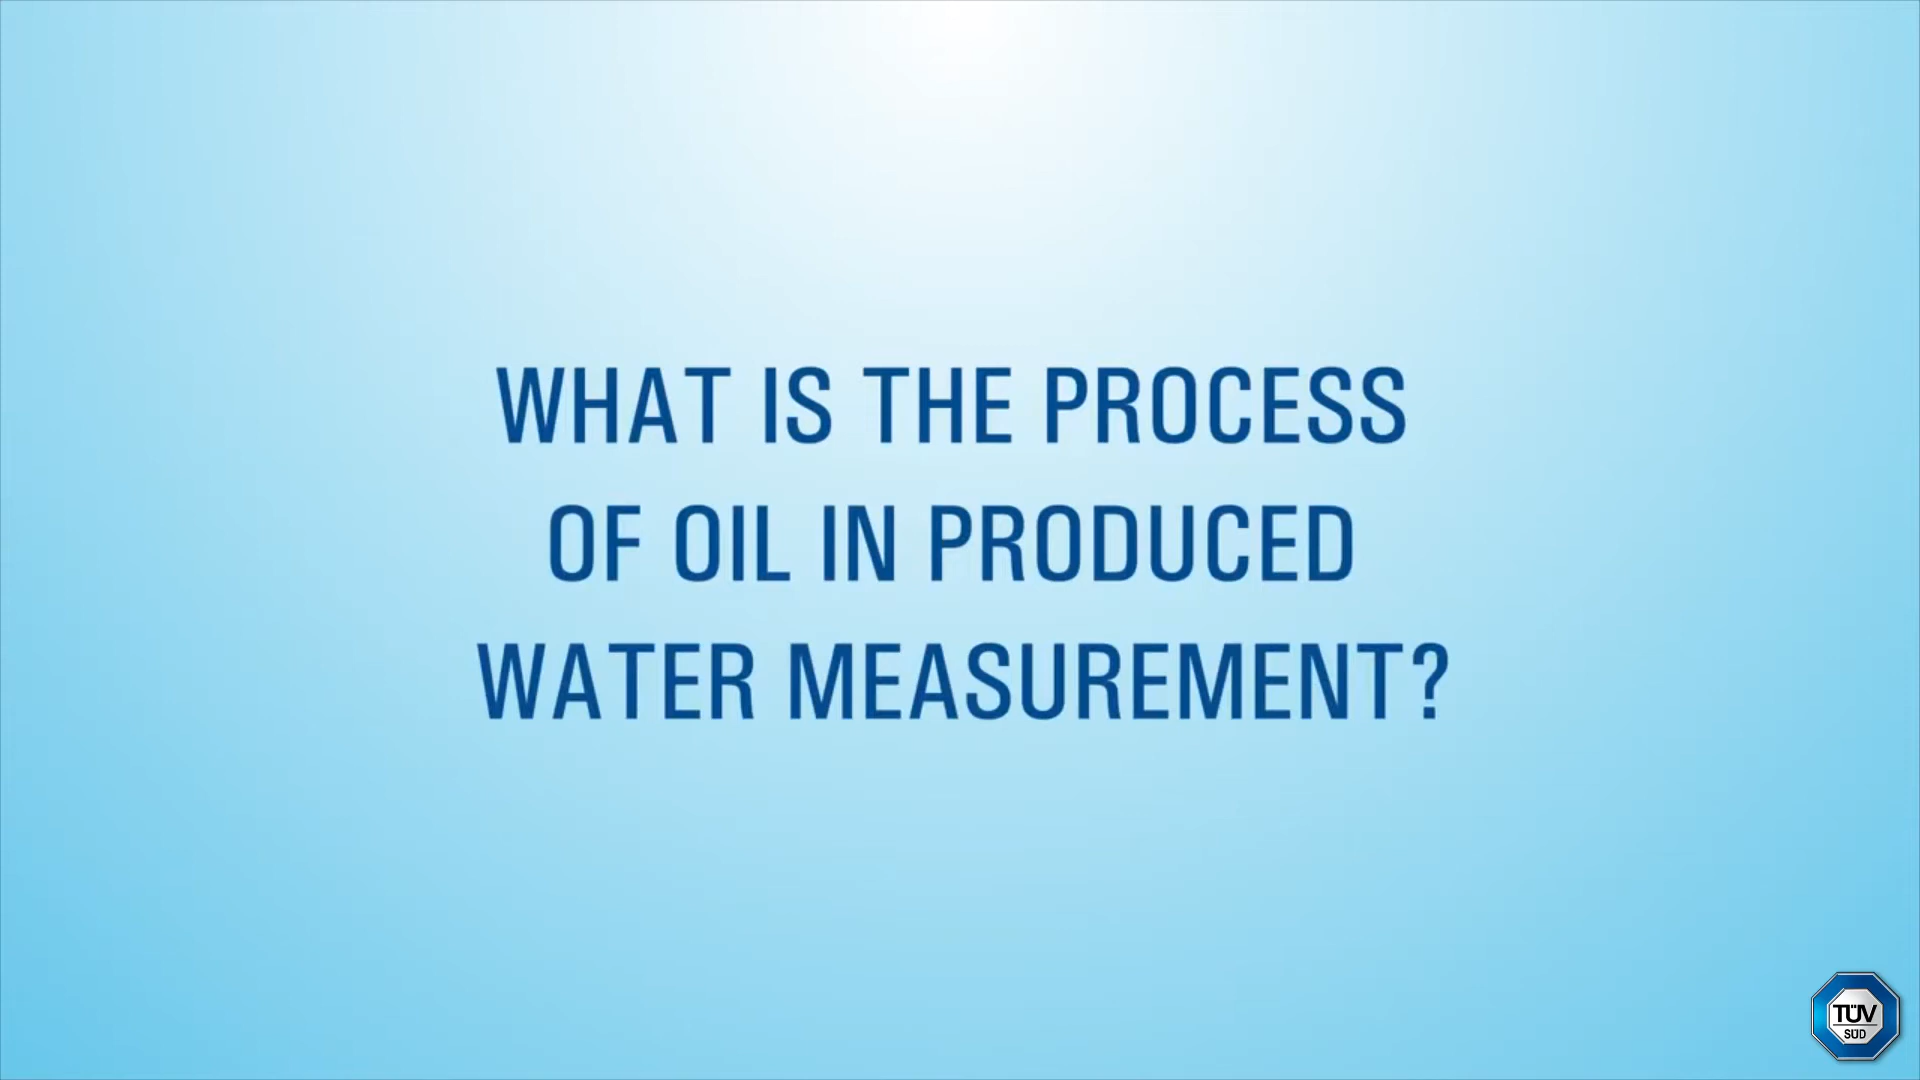 WHAT IS THE PROCESS
OF OIL IN PRODUCED
WATER MEASUREMENT?
TÜV
SÜD